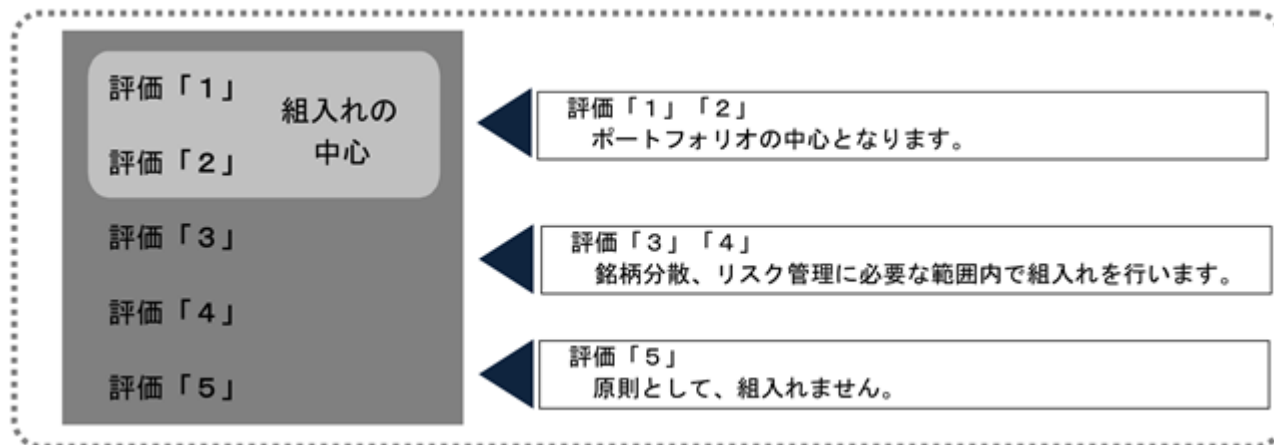 評価「１」
評価「２」
組入れの
中心
評価「３」
評価「４」
評価「５」
評価「１」「２」
ポートフォリオの中心となります。
評価「３」「４」
銘柄分散、リスク管理に必要な範囲内で組入れを行います。
評価「５」
原則として、組入れません。